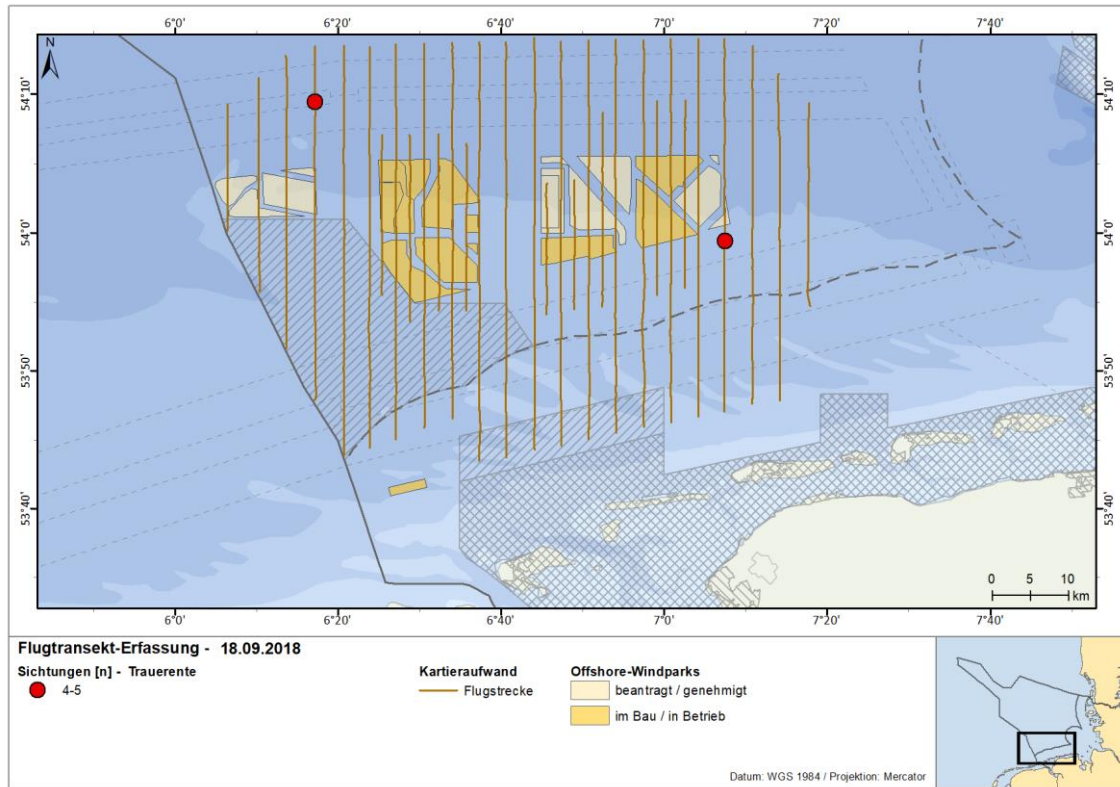 6°0' 6°20' 6°40' 7°0' 7°20' 7°40'
N
54°10' 54°10'
54°0' 54°0'
53°50' 53°50'
53°40' 53°40'
0 5 10
km
6°0' 6°20' 6°40' 7°0' 7°20' 7°40'
Flugtransekt-Erfassung - 18.09.2018
Sichtungen [n] - Trauerente
4-5
Kartieraufwand
Flugstrecke
Offshore-Windparks
beantragt / genehmigt
im Bau / in Betrieb
Datum: WGS 1984 / Projektion: Mercator